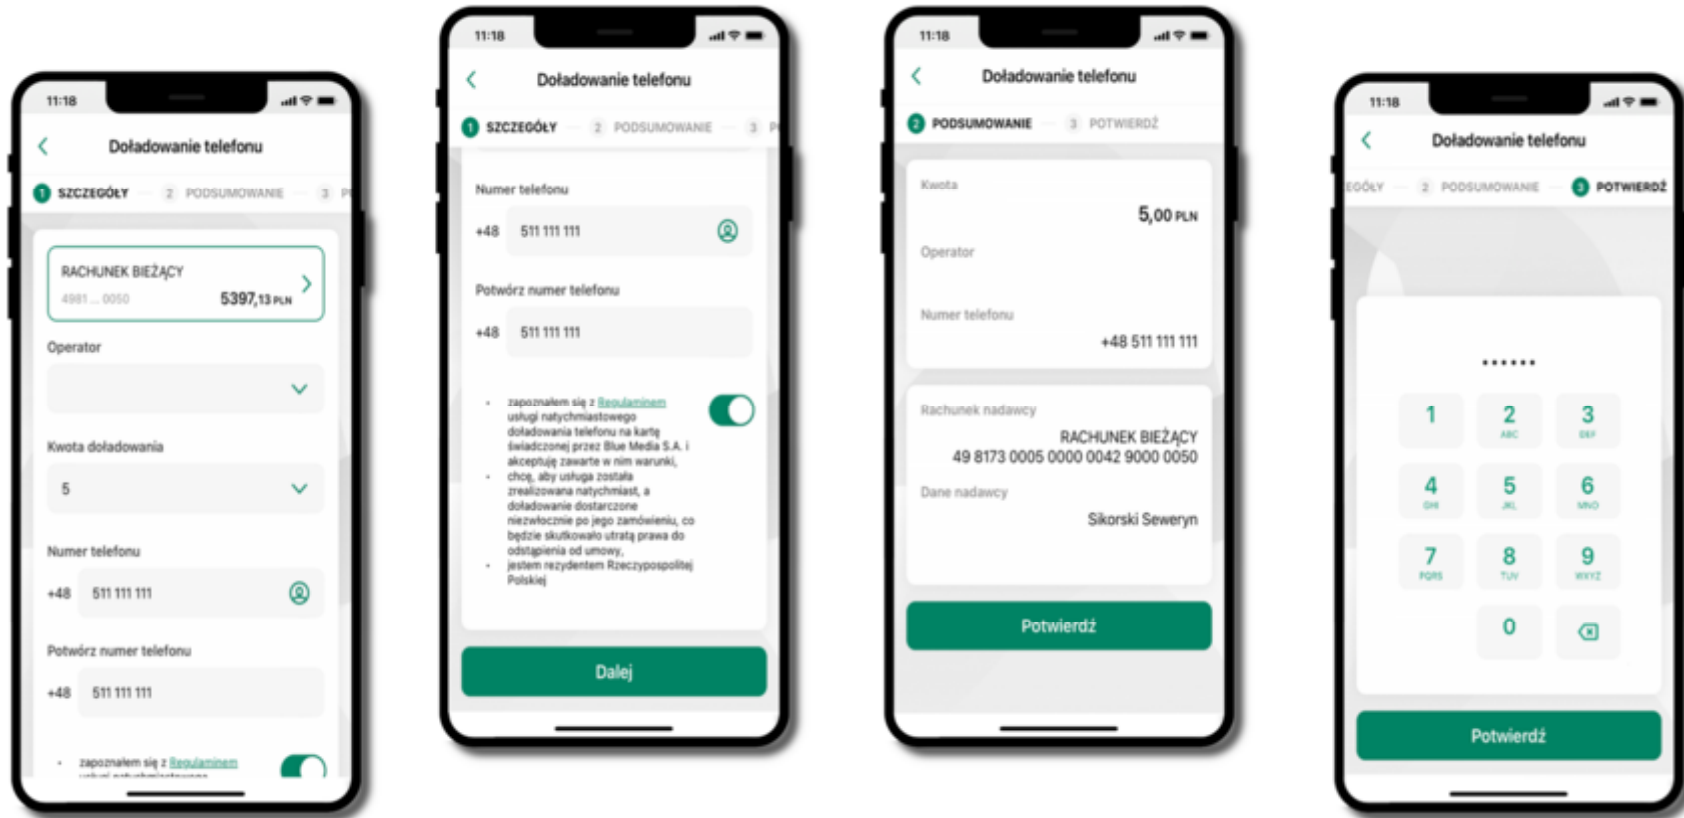 11:18
Doładowanie telefonu
1 SZCZEGÓŁY 2 PODSUMOWANIE 3 P
RACHUNEK BIEŻĄCY
4981 ... 0050 5397,13 PLN
Operator
Kwota doładowania
5
Numer telefonu
+48 511 111 111
Potwórz numer telefonu
+48 511 111 111
zapoznałem się z Regulaminem
usługi natychmiastowego
11:18
Doładowanie telefonu
1 SZCZEGÓŁY 2 PODSUMOWANIE 3 P
Numer telefonu
+48 511 111 111
Potwórz numer telefonu
+48 511 111 111
zapoznałem się z Regulaminem
usługi natychmiastowego
doładowania telefonu na kartę
świadczonej przez Blue Media S.A. i
akceptuję zawarte w nim warunki,
chcę, aby usługa została
zrealizowana natychmiast, a
doładowanie dostarczone
niezwłocznie po jego zamówieniu, co
będzie skutkowało utratą prawa do
odstąpienia od umowy,
jestem rezydentem Rzeczypospolitej
Polskiej
Dalej
11:18
Doładowanie telefonu
2 PODSUMOWANIE 3 POTWIERDŹ
Kwota
5,00 PLN
Operator
Numer telefonu
+48 511 111 111
Rachunek nadawcy
RACHUNEK BIEŻĄCY
49 8173 0005 0000 0042 9000 0050
Dane nadawcy
Sikorski Seweryn
Potwierdź
11:18
Doładowanie telefonu
EGÓŁY 2 PODSUMOWANIE 3 POTWIERDŹ
1 2 3
ABC DEF
4 5 6
GHI JKL MNO
7 8 9
PQRS TUV WXYZ
0
Potwierdź